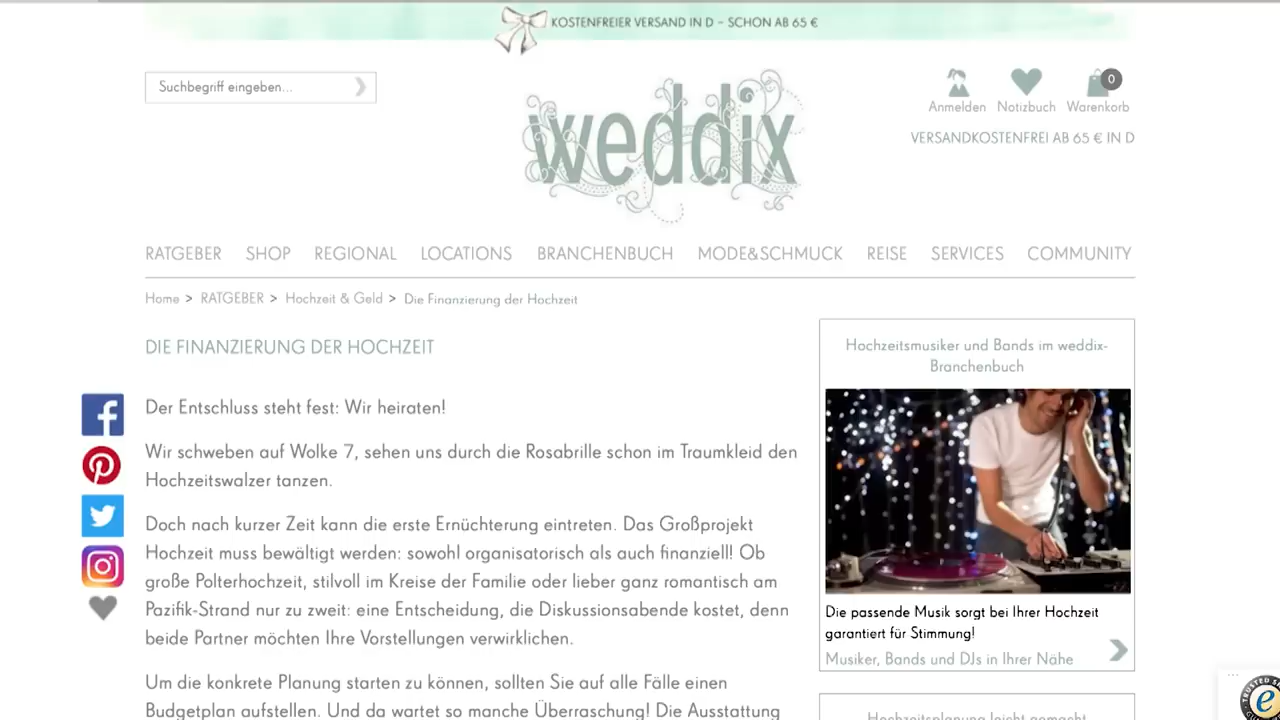 KOSTENFREIER VERSAND IN D – SCHON AB 65 €
Suchbegriff eingeben...
weddix
0
Anmelden Notizbuch Warenkorb
VERSANDKOSTENFREI AB 65 € IN D
RATGEBER SHOP REGIONAL LOCATIONS BRANCHENBUCH MODE&SCHMUCK REISE SERVICES COMMUNITY
Home > RATGEBER > Hochzeit & Geld > Die Finanzierung der Hochzeit
DIE FINANZIERUNG DER HOCHZEIT
Der Entschluss steht fest: Wir heiraten!
Wir schweben auf Wolke 7, sehen uns durch die Rosabrille schon im Traumkleid den
Hochzeitswalzer tanzen.
Doch nach kurzer Zeit kann die erste Ernüchterung eintreten. Das Großprojekt
Hochzeit muss bewältigt werden: sowohl organisatorisch als auch finanziell! Ob
große Polterhochzeit, stilvoll im Kreise der Familie oder lieber ganz romantisch am
Pazifik-Strand nur zu zweit: eine Entscheidung, die Diskussionsabende kostet, denn
beide Partner möchten Ihre Vorstellungen verwirklichen.
Um die konkrete Planung starten zu können, sollten Sie auf alle Fälle einen
Budgetplan aufstellen. Und da wartet so manche Überraschung! Die Ausstattung
Hochzeitsmusiker und Bands im weddix-
Branchenbuch
Die passende Musik sorgt bei Ihrer Hochzeit
garantiert für Stimmung!
Musiker, Bands und DJs in Ihrer Nähe
Hochzeitsplanung leicht gemacht
TRUSTED